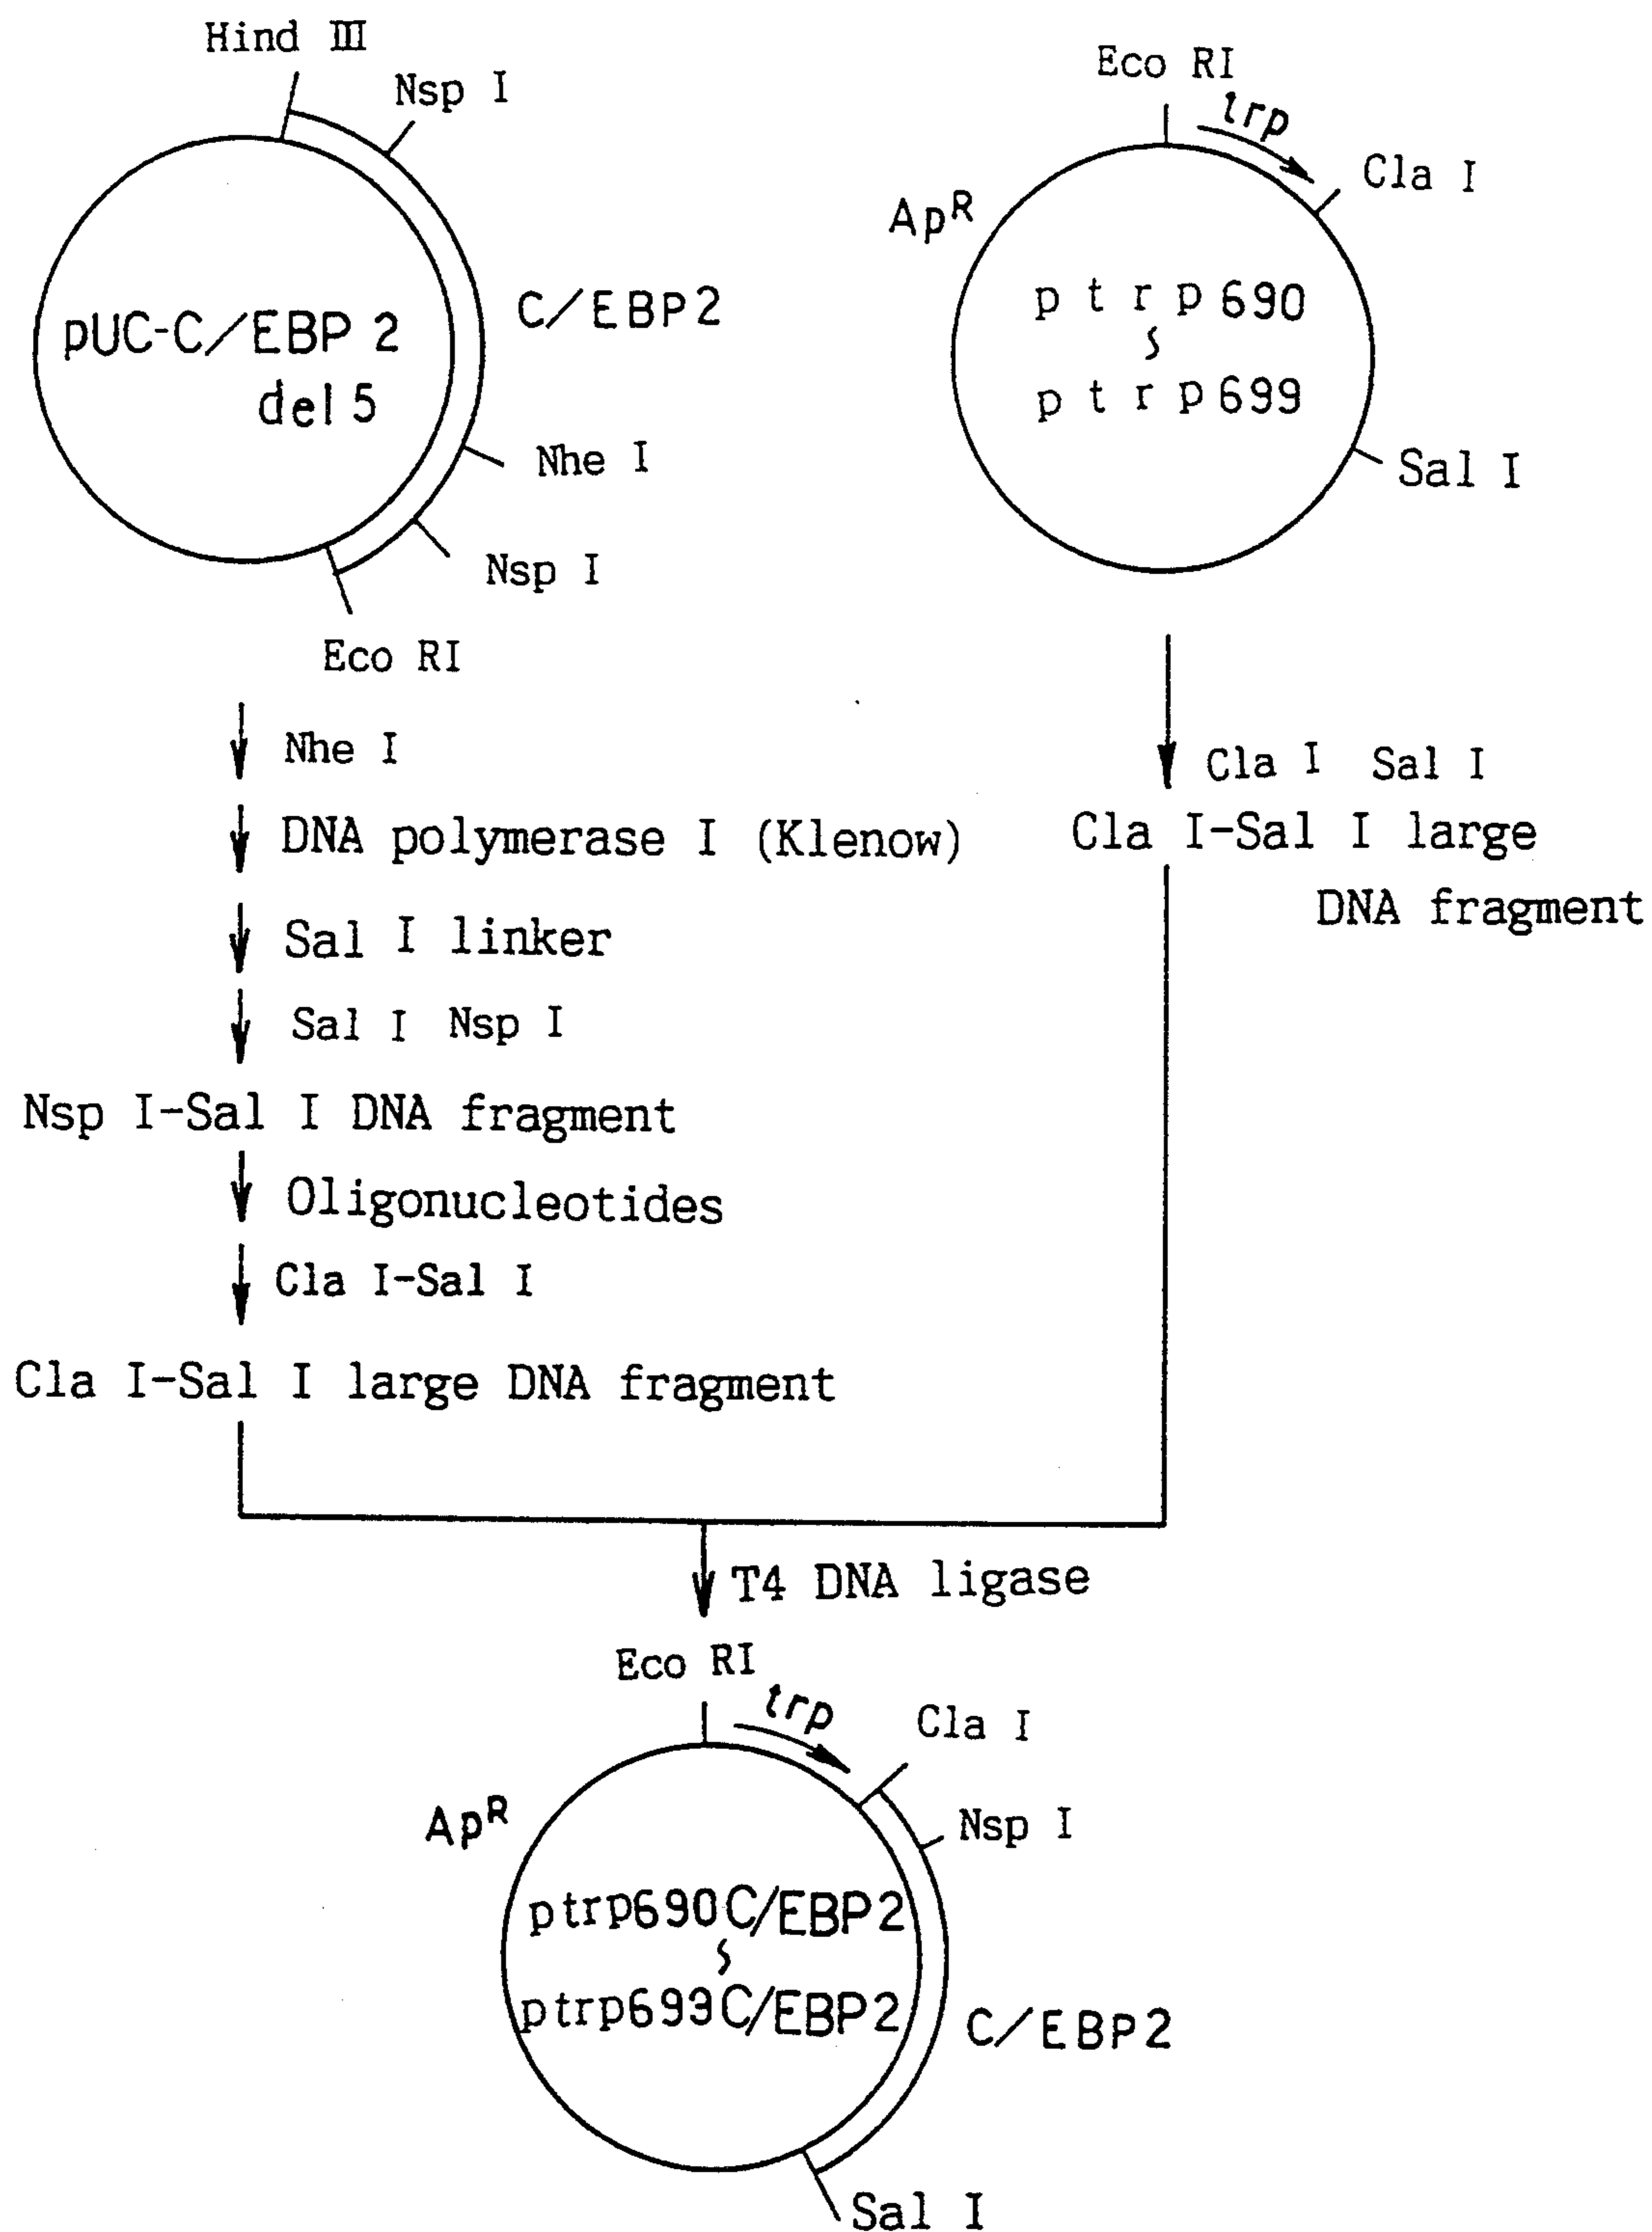 Hind III
Nsp I
pUC-C/EBP 2
del 5
C/EBP2
Nhe I
Nsp I
Eco RI
Eco RI
trp
Cla I
ApR
ptrp690
∫
ptrp699
Sal I
Nhe I
DNA polymerase I (Klenow)
Sal I linker
Sal I Nsp I
Nsp I-Sal I DNA fragment
Oligonucleotides
Cla I-Sal I
Cla I-Sal I large DNA fragment
Cla I Sal I
Cla I-Sal I large
DNA fragment
T4 DNA ligase
Eco RI
trp
Cla I
Nsp I
ApR
ptrp690C/EBP2
∫
ptrp699C/EBP2
C/EBP2
Sal I